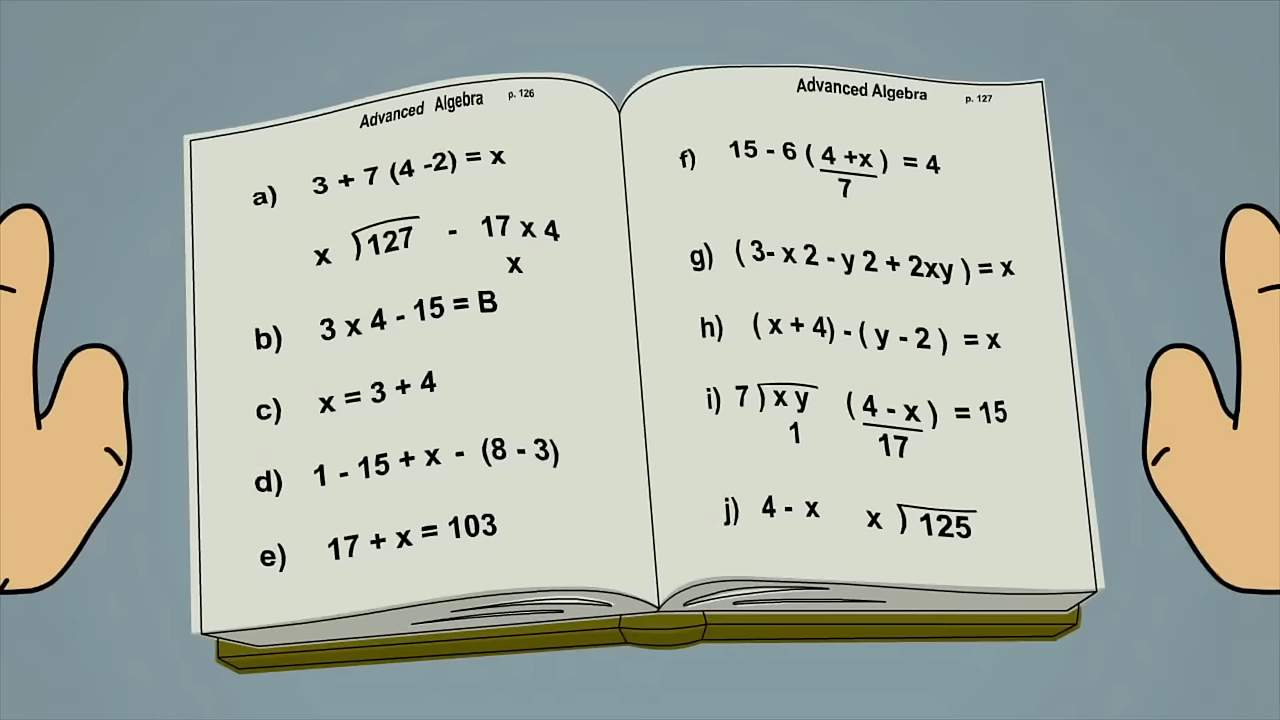 Advanced Algebra p. 126
a) 3 + 7 (4 -2) = x
x ) 127 - 17 x 4
x
b) 3 x 4 - 15 = B
c) x = 3 + 4
d) 1 - 15 + x - (8 - 3)
e) 17 + x = 103
Advanced Algebra p. 127
f) 15 - 6 ( 4 +x ) = 4
7
g) ( 3- x 2 - y 2 + 2xy ) = x
h) ( x + 4) - ( y - 2 ) = x
i) 7 ) x y ( 4 - x ) = 15
1 17
j) 4 - x x ) 125